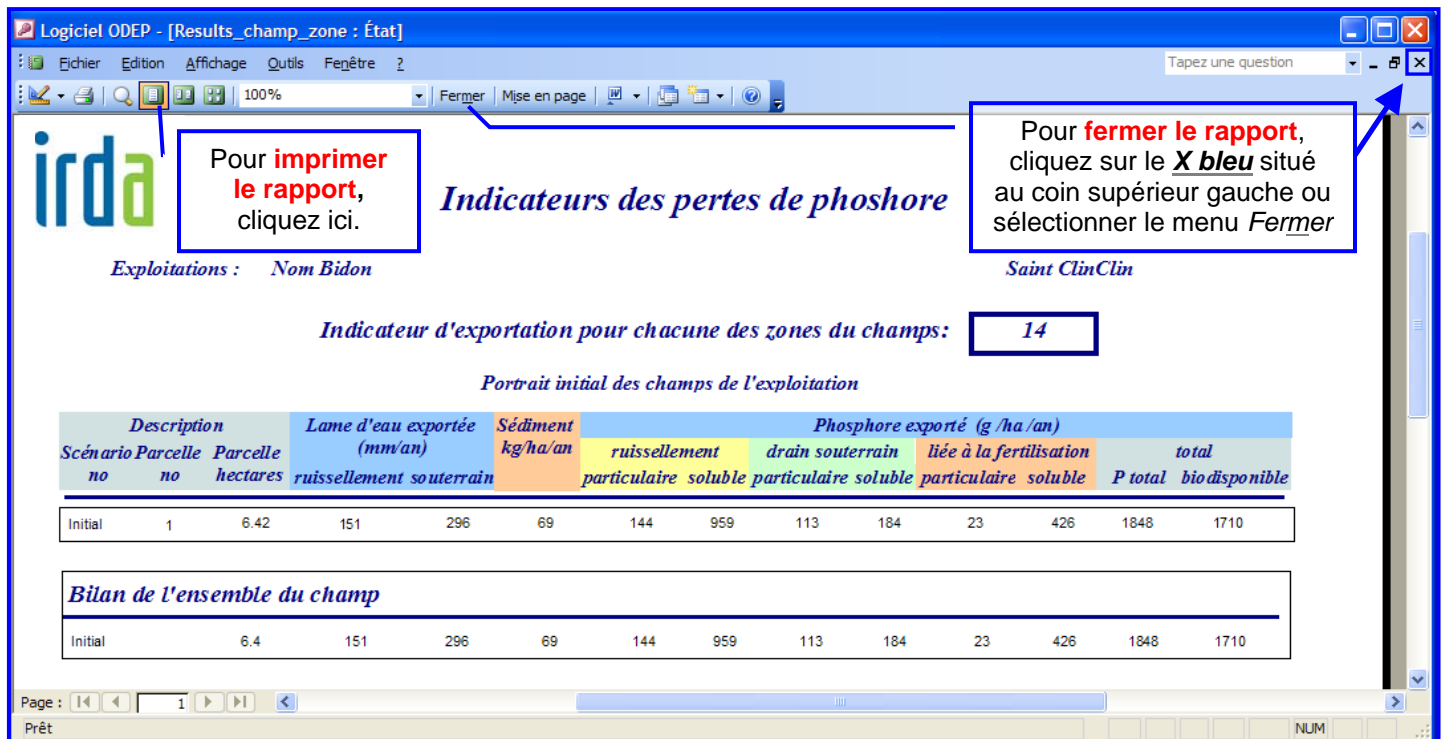 Logiciel ODEP - [Results_champ_zone : État]
Fichier Edition Affichage Outils Fenêtre ? Tapez une question
100% Fermer Mise en page
irda
Pour imprimer
le rapport,
cliquez ici.
Pour fermer le rapport,
cliquez sur le X bleu situé
au coin supérieur gauche ou
sélectionner le menu Fermer
Indicateurs des pertes de phoshore
Exploitations : Nom Bidon Saint ClinClin
Indicateur d'exportation pour chacune des zones du champs: 14
Portrait initial des champs de l'exploitation
Description Lame d'eau exportée Sédiment Phosphore exporté (g /ha /an)
Scénario Parcelle Parcelle (mm/an) kg/ha/an ruissellement drain souterrain liée à la fertilisation total
no no hectares ruissellement souterrain particulaire soluble particulaire soluble particulaire soluble P total biodisponible
Initial 1 6.42 151 296 69 144 959 113 184 23 426 1848 1710
Bilan de l'ensemble du champ
Initial 6.4 151 296 69 144 959 113 184 23 426 1848 1710
Page : 1
Prêt NUM